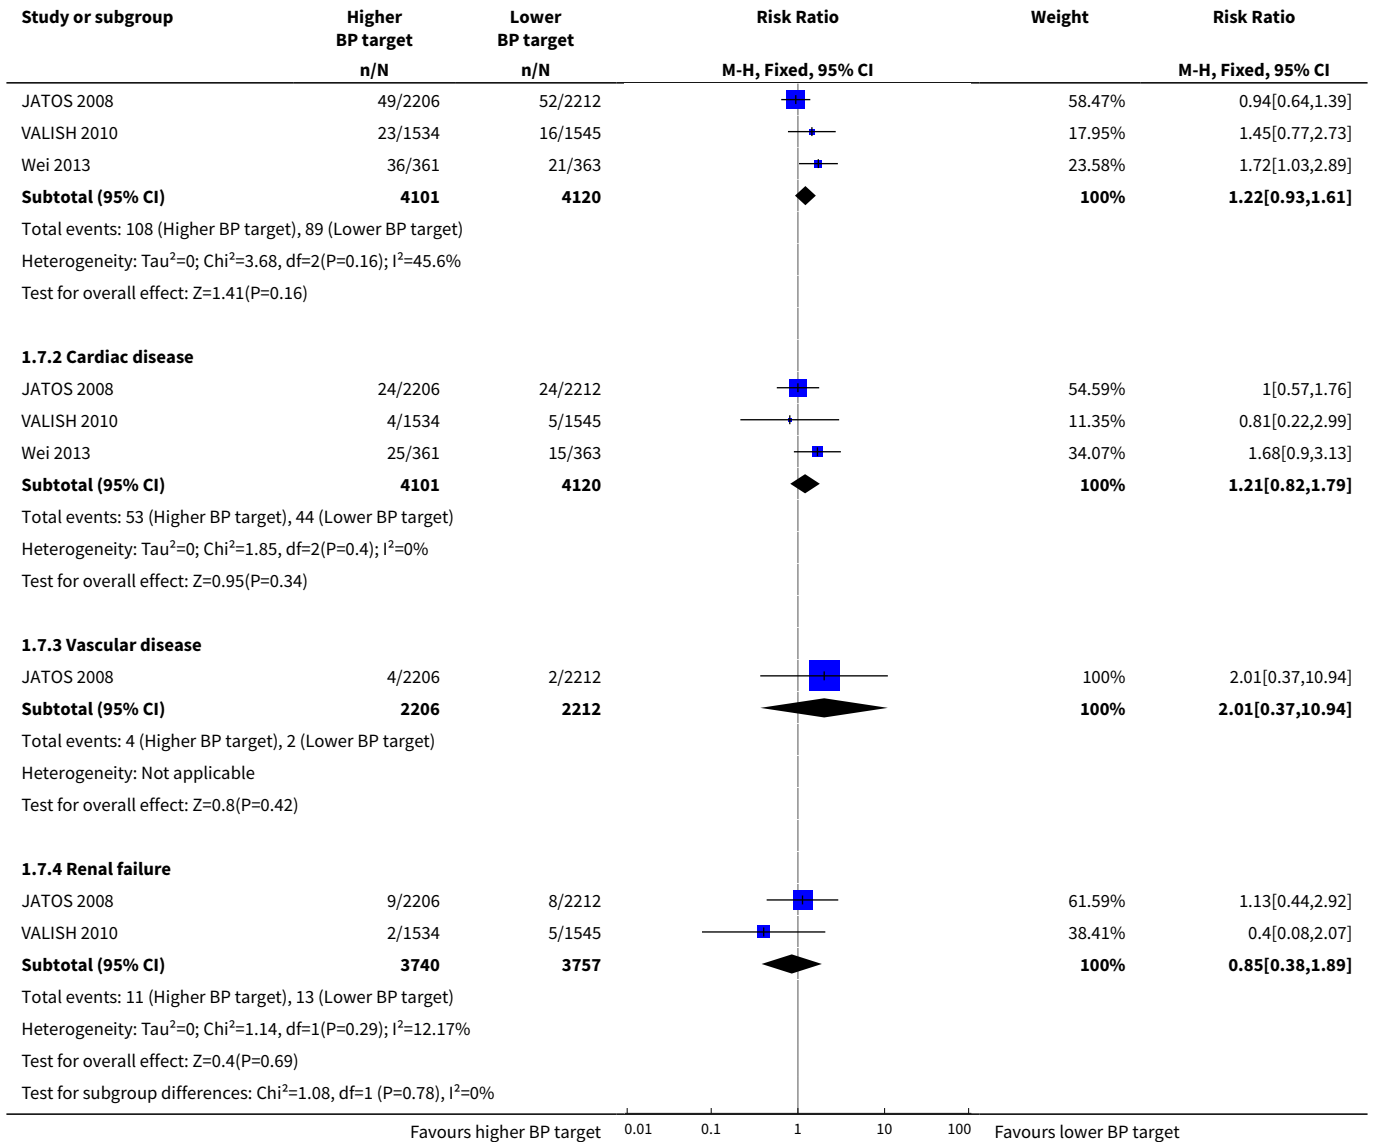 Study or subgroup Higher BP target Lower BP target Risk Ratio Weight Risk Ratio
n/N n/N M-H, Fixed, 95% CI M-H, Fixed, 95% CI
JATOS 2008 49/2206 52/2212 58.47% 0.94[0.64,1.39]
VALISH 2010 23/1534 16/1545 17.95% 1.45[0.77,2.73]
Wei 2013 36/361 21/363 23.58% 1.72[1.03,2.89]
Subtotal (95% CI) 4101 4120 100% 1.22[0.93,1.61]
Total events: 108 (Higher BP target), 89 (Lower BP target)
Heterogeneity: Tau²=0; Chi²=3.68, df=2(P=0.16); I²=45.6%
Test for overall effect: Z=1.41(P=0.16)
1.7.2 Cardiac disease
JATOS 2008 24/2206 24/2212 54.59% 1[0.57,1.76]
VALISH 2010 4/1534 5/1545 11.35% 0.81[0.22,2.99]
Wei 2013 25/361 15/363 34.07% 1.68[0.9,3.13]
Subtotal (95% CI) 4101 4120 100% 1.21[0.82,1.79]
Total events: 53 (Higher BP target), 44 (Lower BP target)
Heterogeneity: Tau²=0; Chi²=1.85, df=2(P=0.4); I²=0%
Test for overall effect: Z=0.95(P=0.34)
1.7.3 Vascular disease
JATOS 2008 4/2206 2/2212 100% 2.01[0.37,10.94]
Subtotal (95% CI) 2206 2212 100% 2.01[0.37,10.94]
Total events: 4 (Higher BP target), 2 (Lower BP target)
Heterogeneity: Not applicable
Test for overall effect: Z=0.8(P=0.42)
1.7.4 Renal failure
JATOS 2008 9/2206 8/2212 61.59% 1.13[0.44,2.92]
VALISH 2010 2/1534 5/1545 38.41% 0.4[0.08,2.07]
Subtotal (95% CI) 3740 3757 100% 0.85[0.38,1.89]
Total events: 11 (Higher BP target), 13 (Lower BP target)
Heterogeneity: Tau²=0; Chi²=1.14, df=1(P=0.29); I²=12.17%
Test for overall effect: Z=0.4(P=0.69)
Test for subgroup differences: Chi²=1.08, df=1 (P=0.78), I²=0%
Favours higher BP target 0.01 0.1 1 10 100 Favours lower BP target